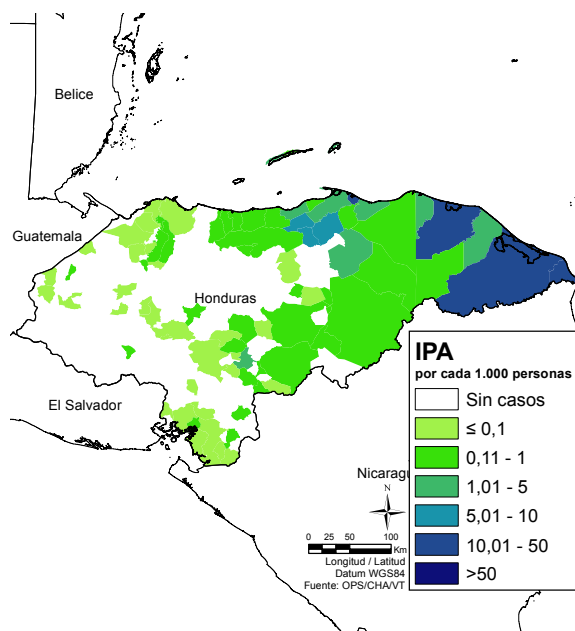 Belice
Guatemala
Honduras
El Salvador
Nicaragu
IPA
por cada 1.000 personas
Sin casos
≤ 0,1
0,11 - 1
1,01 - 5
5,01 - 10
10,01 - 50
>50
N
0 25 50 100
Km
Longitud / Latitud
Datum WGS84
Fuente: OPS/CHA/VT